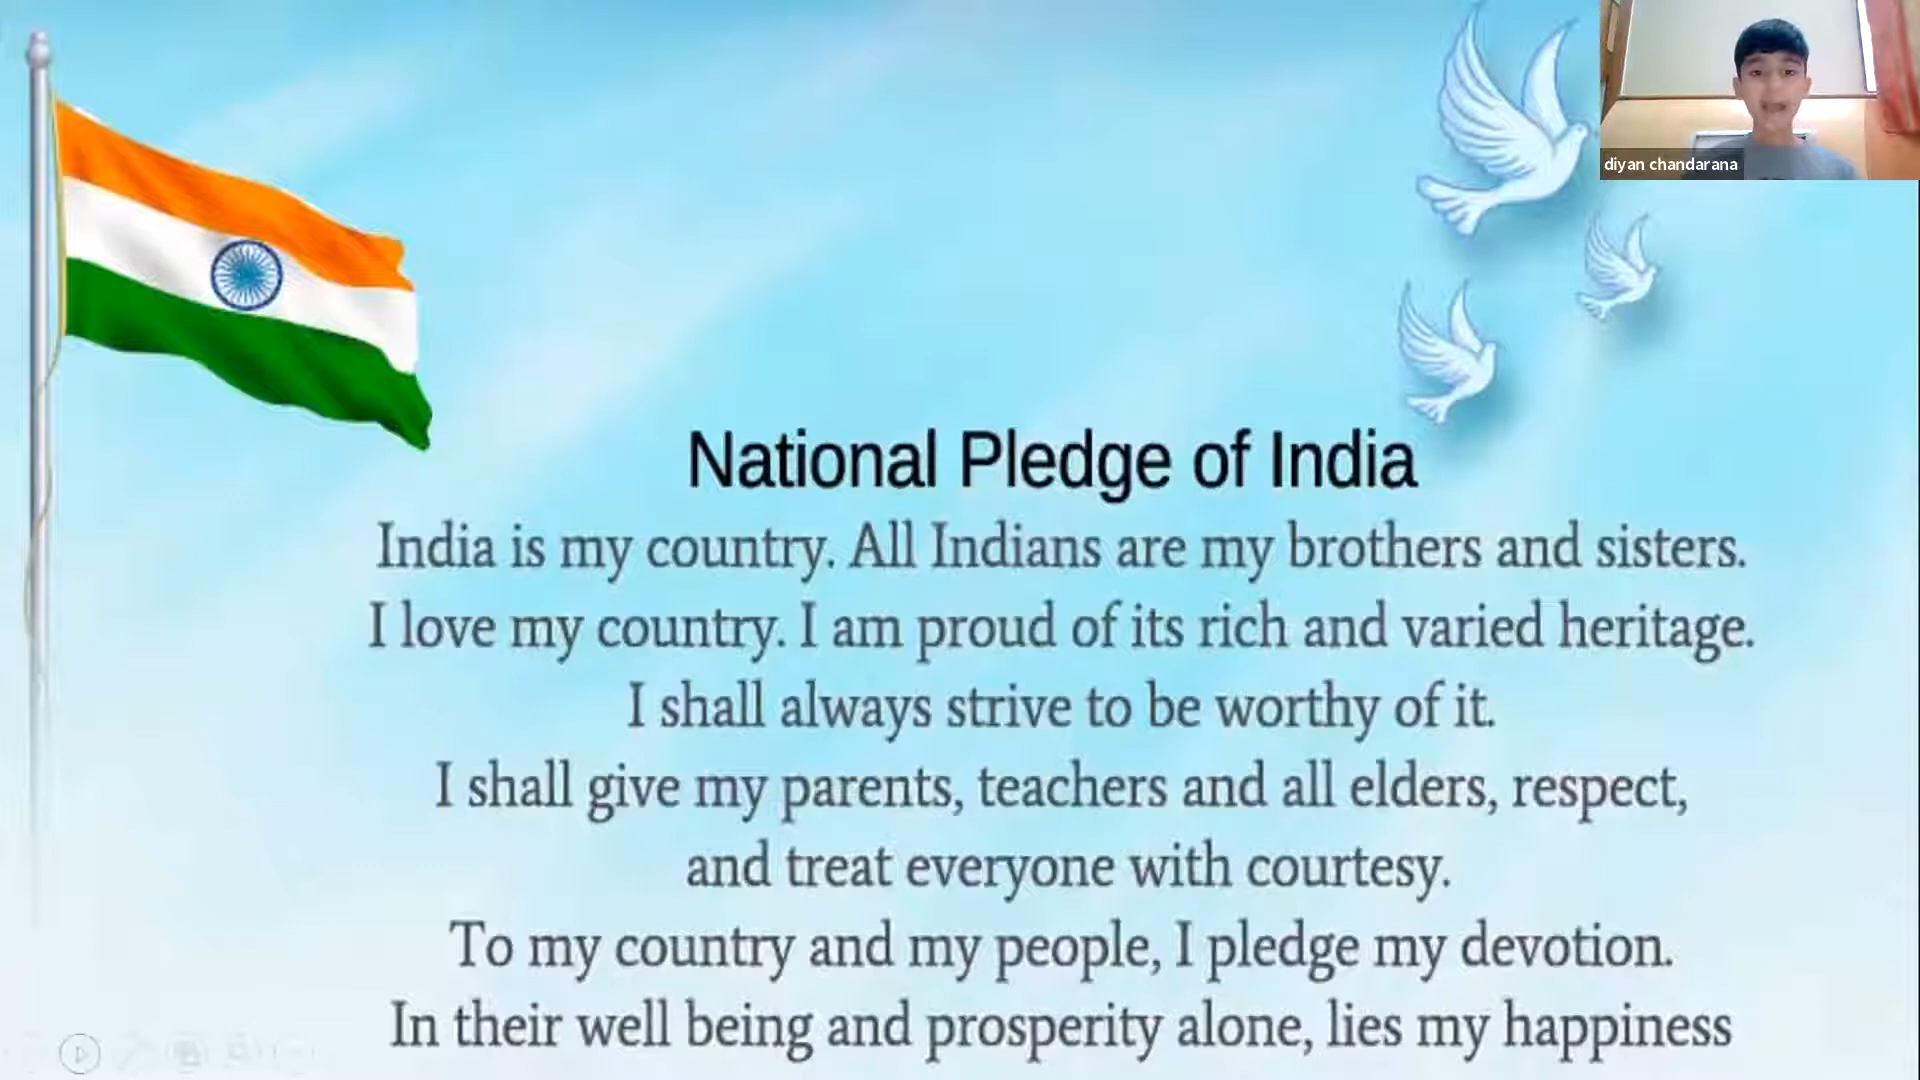 diyan chandarana
National Pledge of India
India is my country. All Indians are my brothers and sisters.
I love my country. I am proud of its rich and varied heritage.
I shall always strive to be worthy of it.
I shall give my parents, teachers and all elders, respect,
and treat everyone with courtesy.
To my country and my people, I pledge my devotion.
In their well being and prosperity alone, lies my happiness